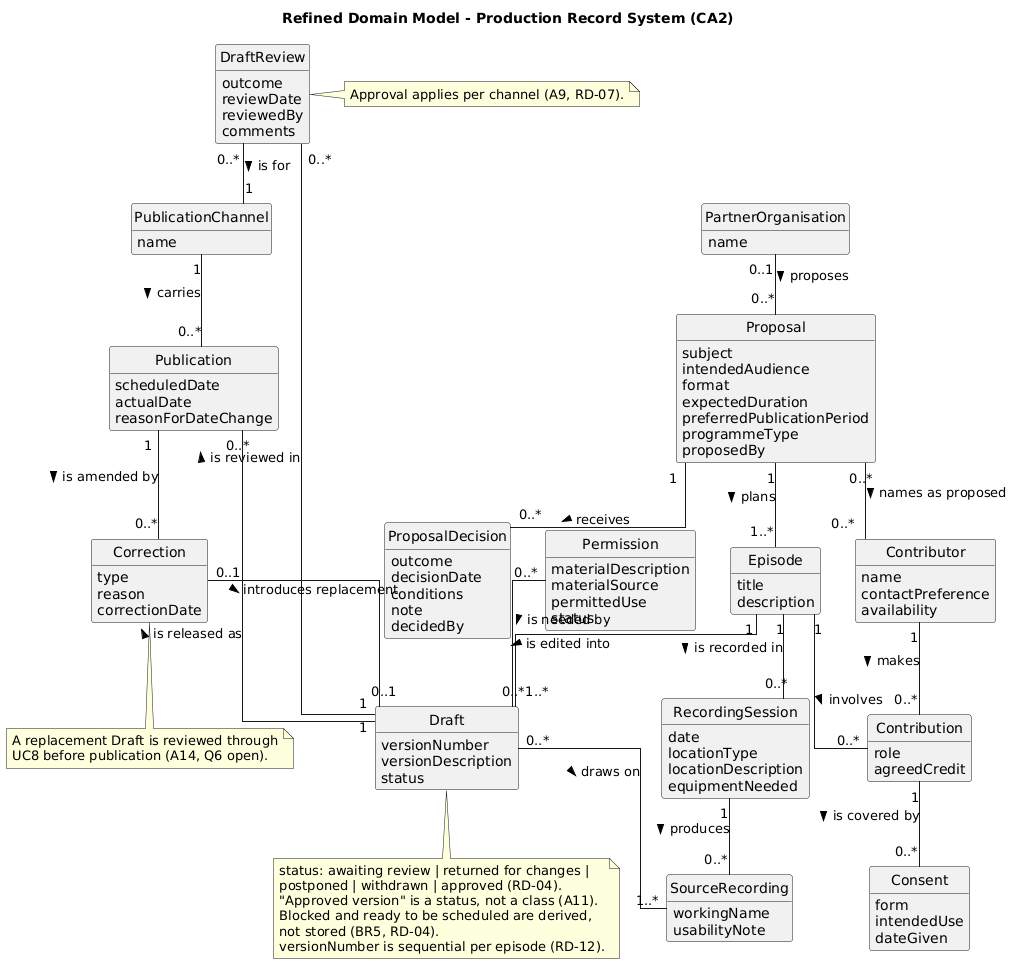 Refined Domain Model - Production Record System (CA2)
DraftReview
outcome
reviewDate
reviewedBy
comments
Approval applies per channel (A9, RD-07).
0..*
0..*
is for
1
PublicationChannel
name
PartnerOrganisation
name
1
carries
0..*
0..1
proposes
0..*
Publication
scheduledDate
actualDate
reasonForDateChange
Proposal
subject
intendedAudience
format
expectedDuration
preferredPublicationPeriod
programmeType
proposedBy
1
0..*
is reviewed in
is amended by
0..*
1
1
0..*
plans
names as proposed
0..*
receives
1..*
0..*
Correction
type
reason
correctionDate
ProposalDecision
outcome
decisionDate
conditions
note
decidedBy
Permission
materialDescription
materialSource
permittedUse
status
Episode
title
description
Contributor
name
contactPreference
availability
0..1
introduces replacement
0..*
is needed by
is released as
is edited into
1
1
1
1
is recorded in
makes
0..1
1
1
0..*
1..*
0..*
involves
0..*
0..*
A replacement Draft is reviewed through
UC8 before publication (A14, Q6 open).
Draft
versionNumber
versionDescription
status
RecordingSession
date
locationType
locationDescription
equipmentNeeded
Contribution
role
agreedCredit
0..*
draws on
1
produces
0..*
1
is covered by
0..*
status: awaiting review | returned for changes |
postponed | withdrawn | approved (RD-04).
"Approved version" is a status, not a class (A11).
Blocked and ready to be scheduled are derived,
not stored (BR5, RD-04).
versionNumber is sequential per episode (RD-12).
1..*
SourceRecording
workingName
usabilityNote
Consent
form
intendedUse
dateGiven